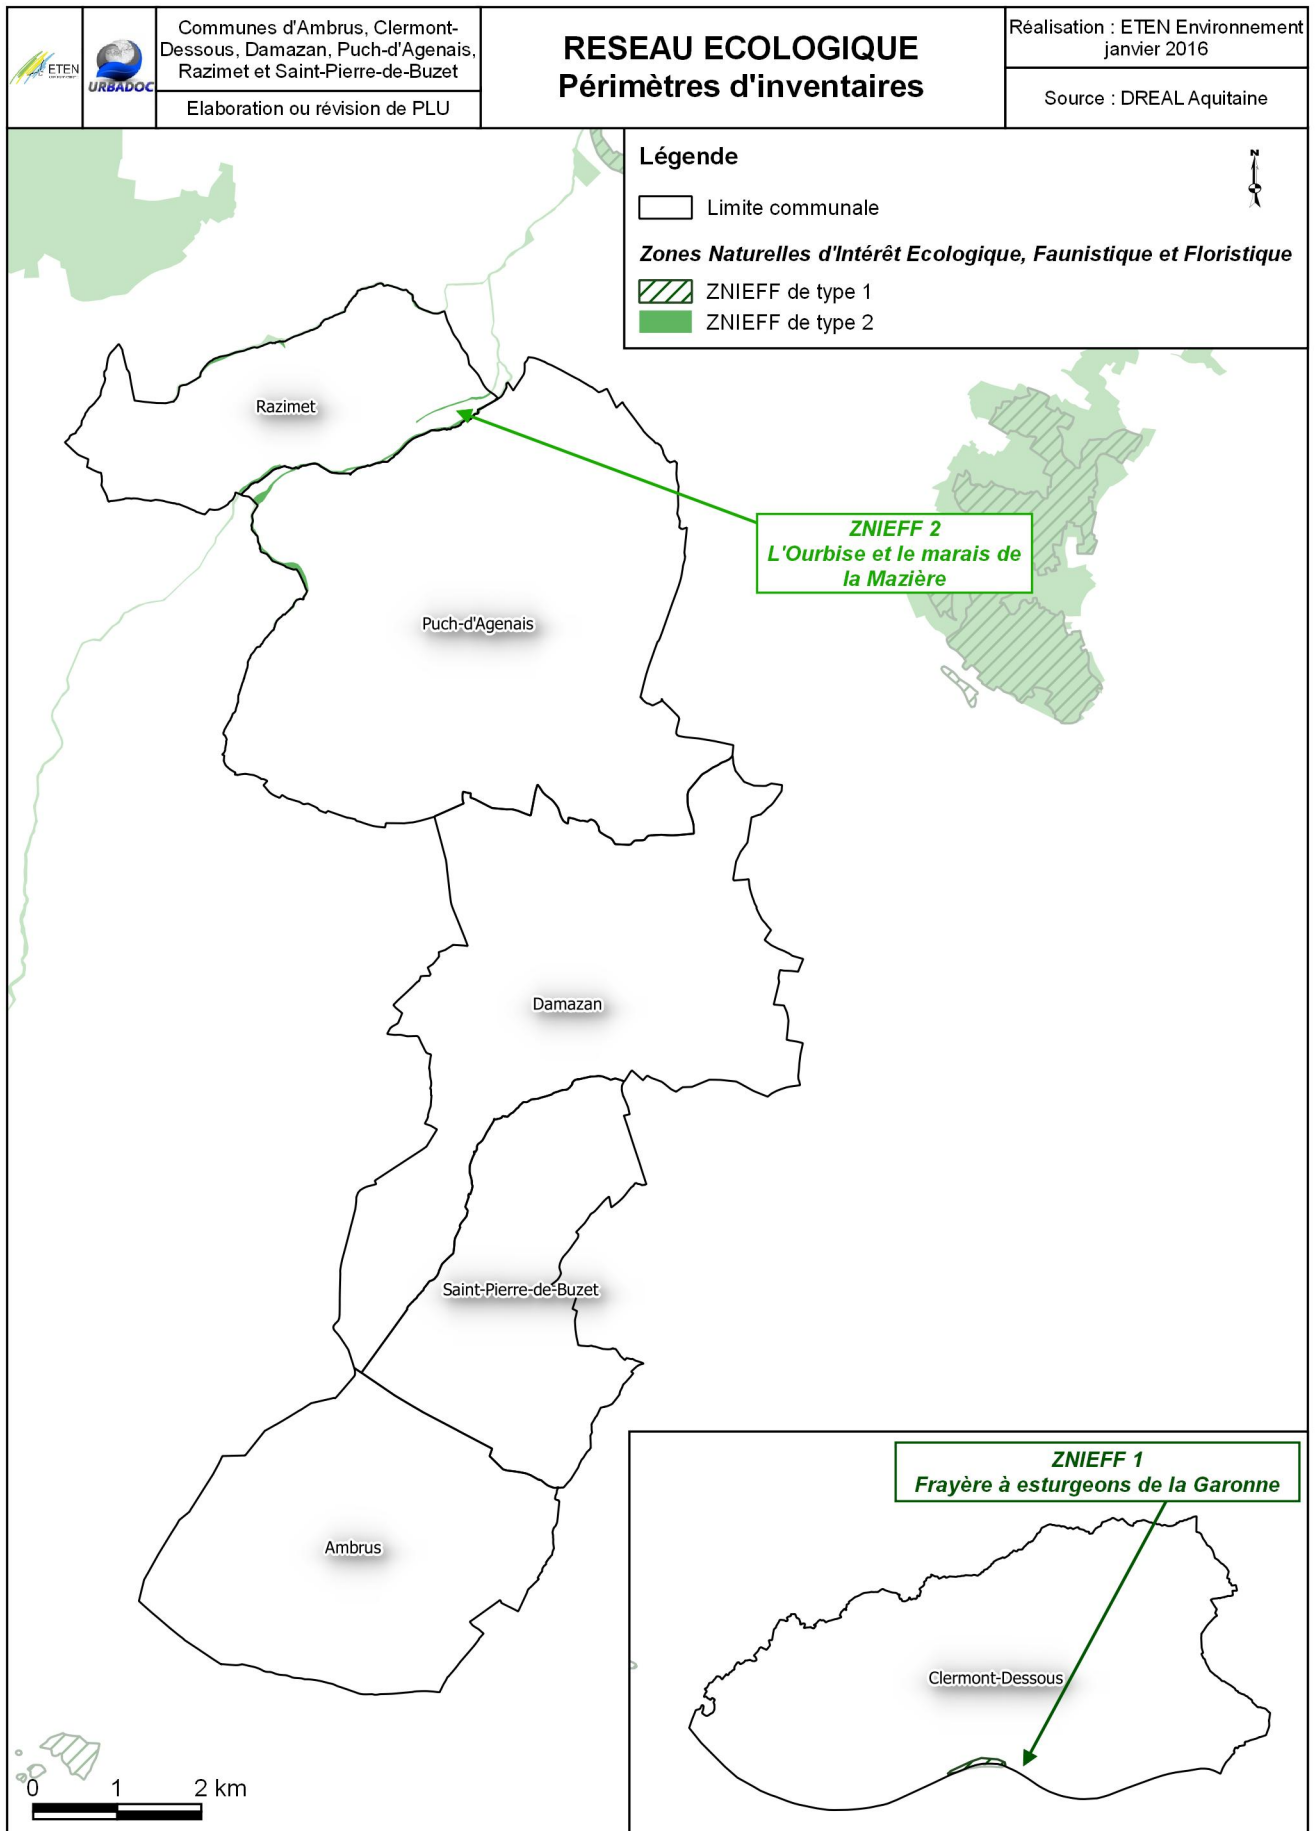 ETEN
URBADOC
Communes d'Ambrus, Clermont-
Dessous, Damazan, Puch-d'Agenais,
Razimet et Saint-Pierre-de-Buzet
Elaboration ou révision de PLU
RESEAU ECOLOGIQUE
Périmètres d'inventaires
Réalisation : ETEN Environnement
janvier 2016
Source : DREAL Aquitaine
Légende
N
Limite communale
Zones Naturelles d'Intérêt Ecologique, Faunistique et Floristique
ZNIEFF de type 1
ZNIEFF de type 2
Razimet
ZNIEFF 2
L'Ourbise et le marais de
la Mazière
Puch-d'Agenais
Damazan
Saint-Pierre-de-Buzet
Ambrus
ZNIEFF 1
Frayère à esturgeons de la Garonne
Clermont-Dessous
0 1 2 km